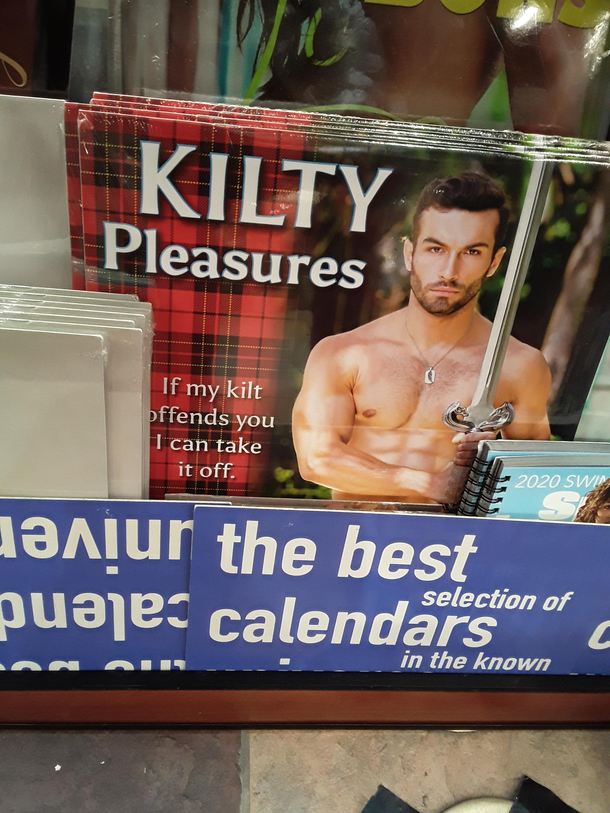 KILTY
Pleasures
If my kilt
offends you
I can take
it off.
2020 SWIM
the best
selection of
calendars
in the known